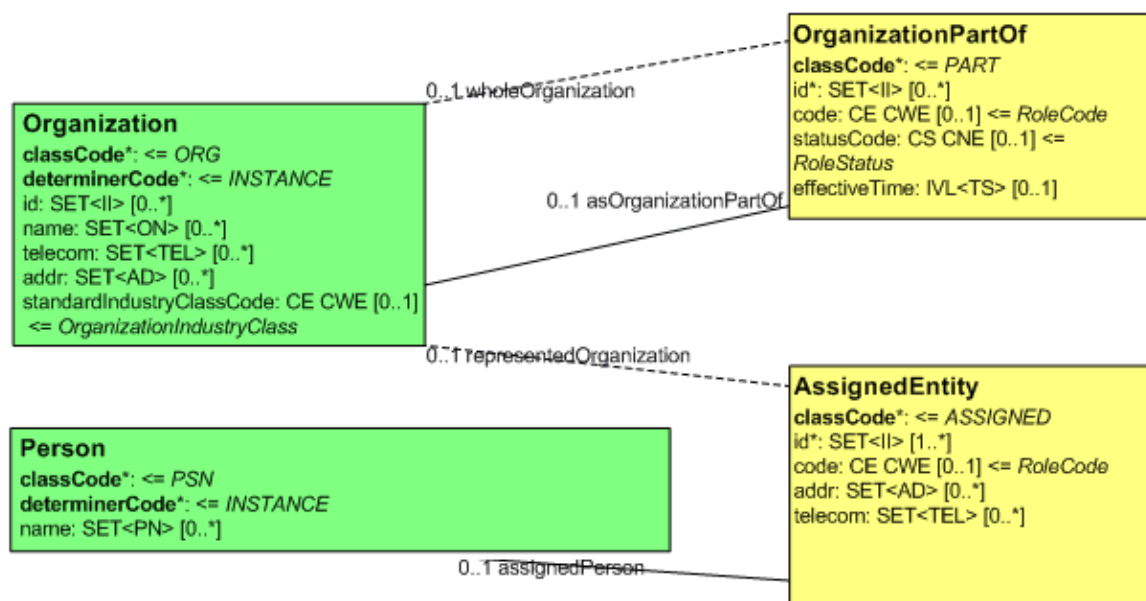 OrganizationPartOf
classCode*: <= PART
id*: SET<II> [0..*]
code: CE CWE [0..1] <= RoleCode
statusCode: CS CNE [0..1] <=
RoleStatus
effectiveTime: IVL<TS> [0..1]
0..1 wholeOrganization
Organization
classCode*: <= ORG
determinerCode*: <= INSTANCE
id: SET<II> [0..*]
name: SET<ON> [0..*]
telecom: SET<TEL> [0..*]
addr: SET<AD> [0..*]
standardIndustryClassCode: CE CWE [0..1]
<= OrganizationIndustryClass
0..1 asOrganizationPartOf
0..1 representedOrganization
AssignedEntity
classCode*: <= ASSIGNED
id*: SET<II> [1..*]
code: CE CWE [0..1] <= RoleCode
addr: SET<AD> [0..*]
telecom: SET<TEL> [0..*]
Person
classCode*: <= PSN
determinerCode*: <= INSTANCE
name: SET<PN> [0..*]
0..1 assignedPerson